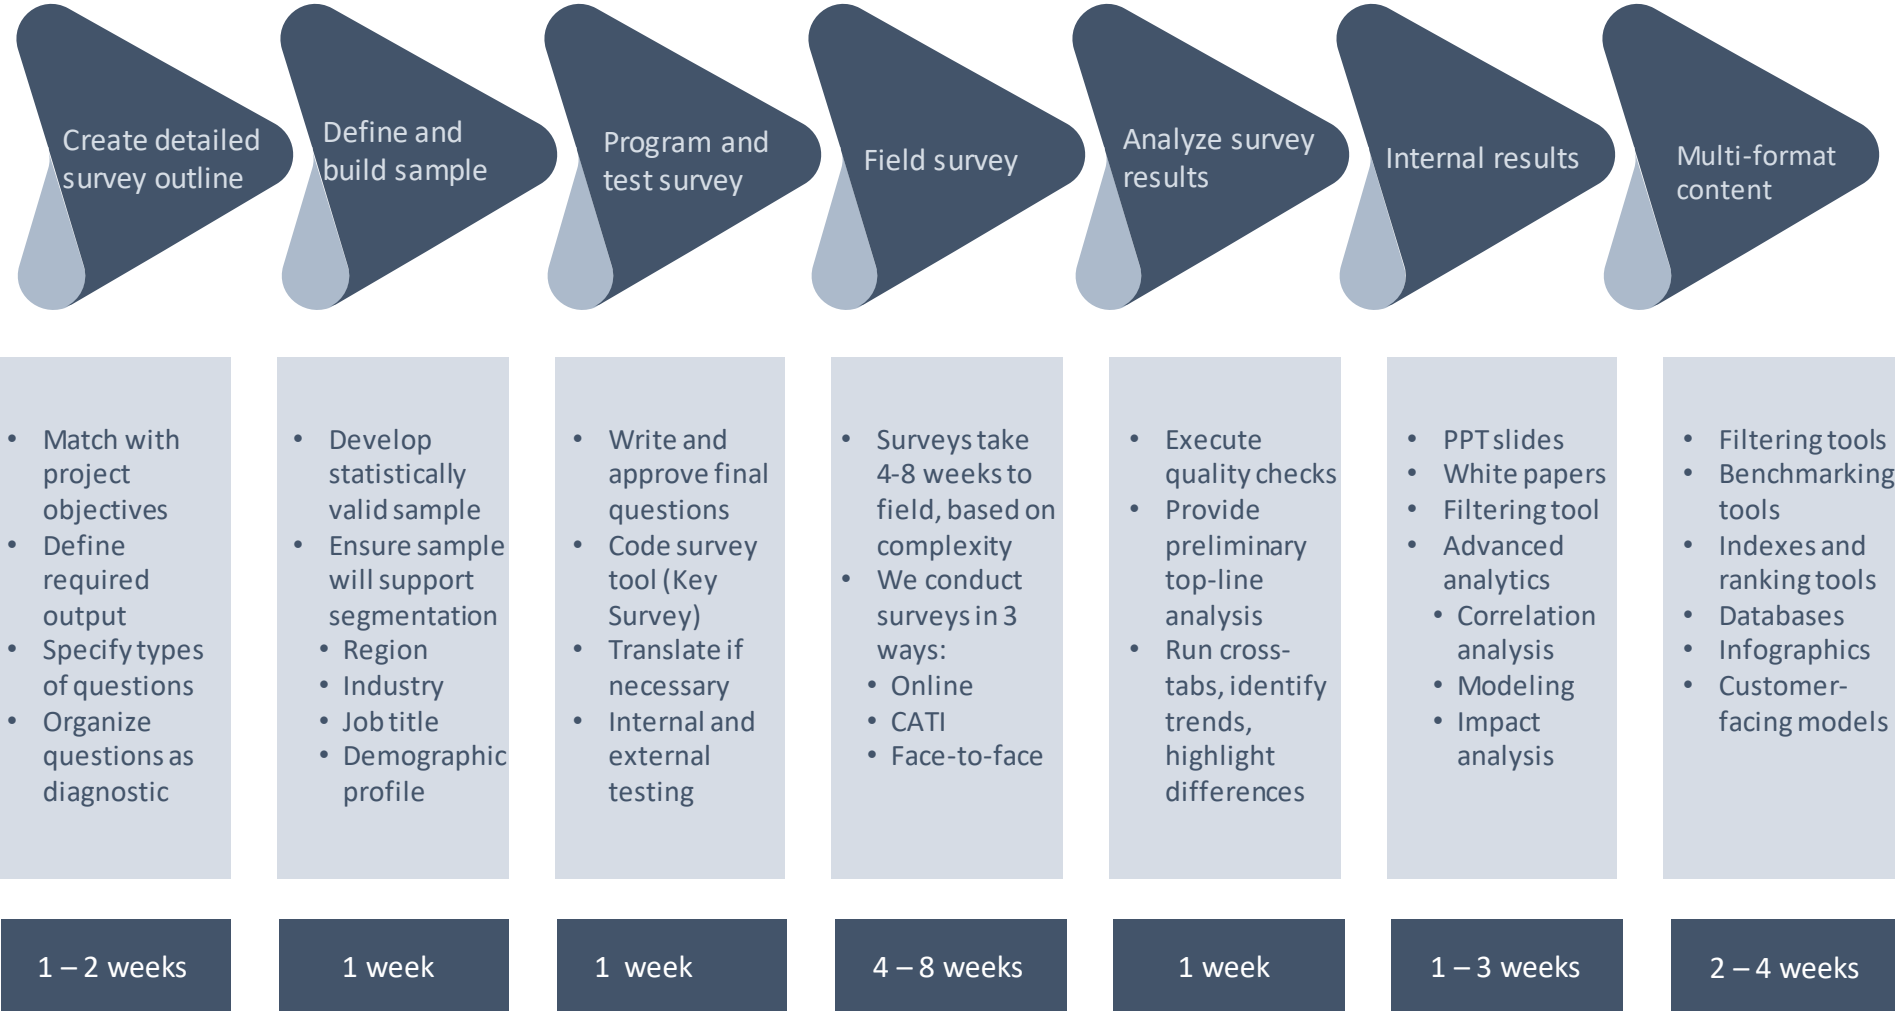 Create detailed
survey outline
Define and
build sample
Program and
test survey
Field survey
Analyze survey
results
Internal results
Multi-format
content
• Match with
project
objectives
• Define
required
output
• Specify types
of questions
• Organize
questions as
diagnostic
• Develop
statistically
valid sample
• Ensure sample
will support
segmentation
• Region
• Industry
• Job title
• Demographic
profile
• Write and
approve final
questions
• Code survey
tool (Key
Survey)
• Translate if
necessary
• Internal and
external
testing
• Surveys take
4-8 weeks to
field, based on
complexity
• We conduct
surveys in 3
ways:
• Online
• CATI
• Face-to-face
• Execute
quality checks
• Provide
preliminary
top-line
analysis
• Run cross-
tabs, identify
trends,
highlight
differences
• PPT slides
• White papers
• Filtering tool
• Advanced
analytics
• Correlation
analysis
• Modeling
• Impact
analysis
• Filtering tools
• Benchmarking
tools
• Indexes and
ranking tools
• Databases
• Infographics
• Customer-
facing models
1 – 2 weeks
1 week
1 week
4 – 8 weeks
1 week
1 – 3 weeks
2 – 4 weeks